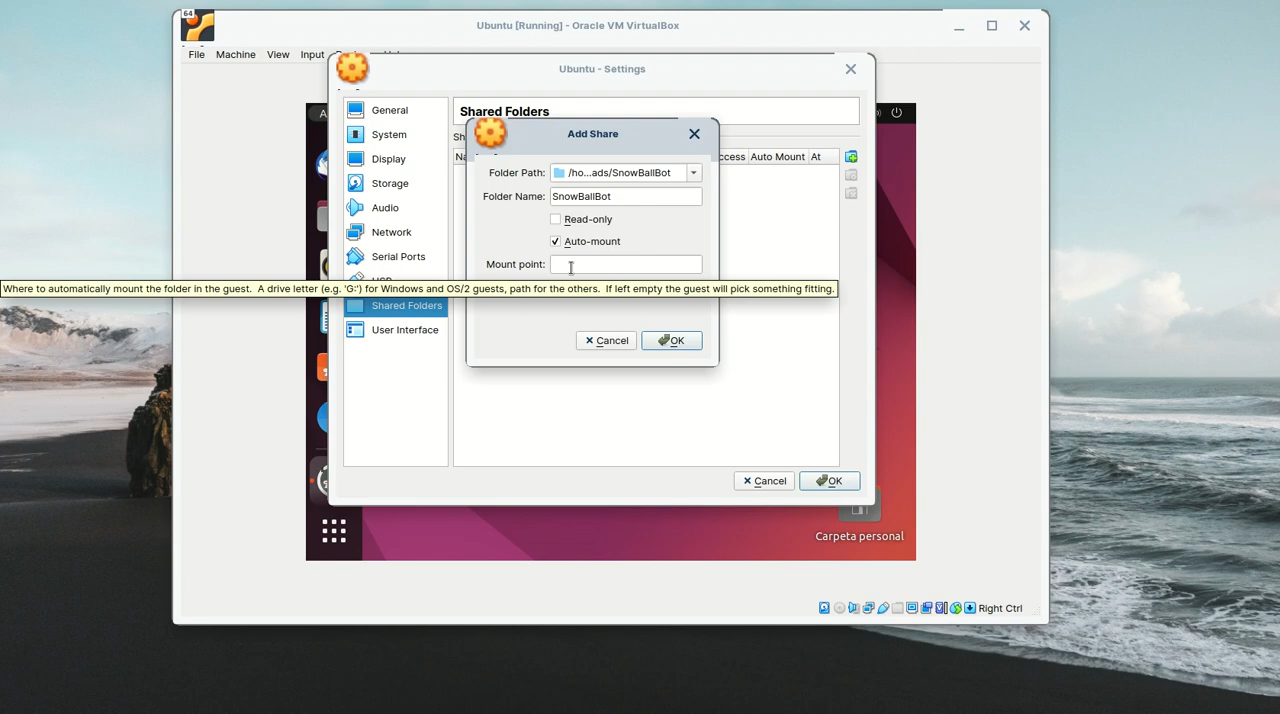 64
Ubuntu [Running] - Oracle VM VirtualBox
File Machine View Input
Ubuntu - Settings
General
System
Display
Storage
Audio
Network
Serial Ports
Shared Folders
User Interface
Shared Folders
Auto Mount At
Add Share
Folder Path: /ho...ads/SnowBallBot
Folder Name: SnowBallBot
Read-only
Auto-mount
Mount point:
Where to automatically mount the folder in the guest. A drive letter (e.g. 'G:') for Windows and OS/2 guests, path for the others. If left empty the guest will pick something fitting.
Cancel OK
Cancel OK
Carpeta personal
Right Ctrl